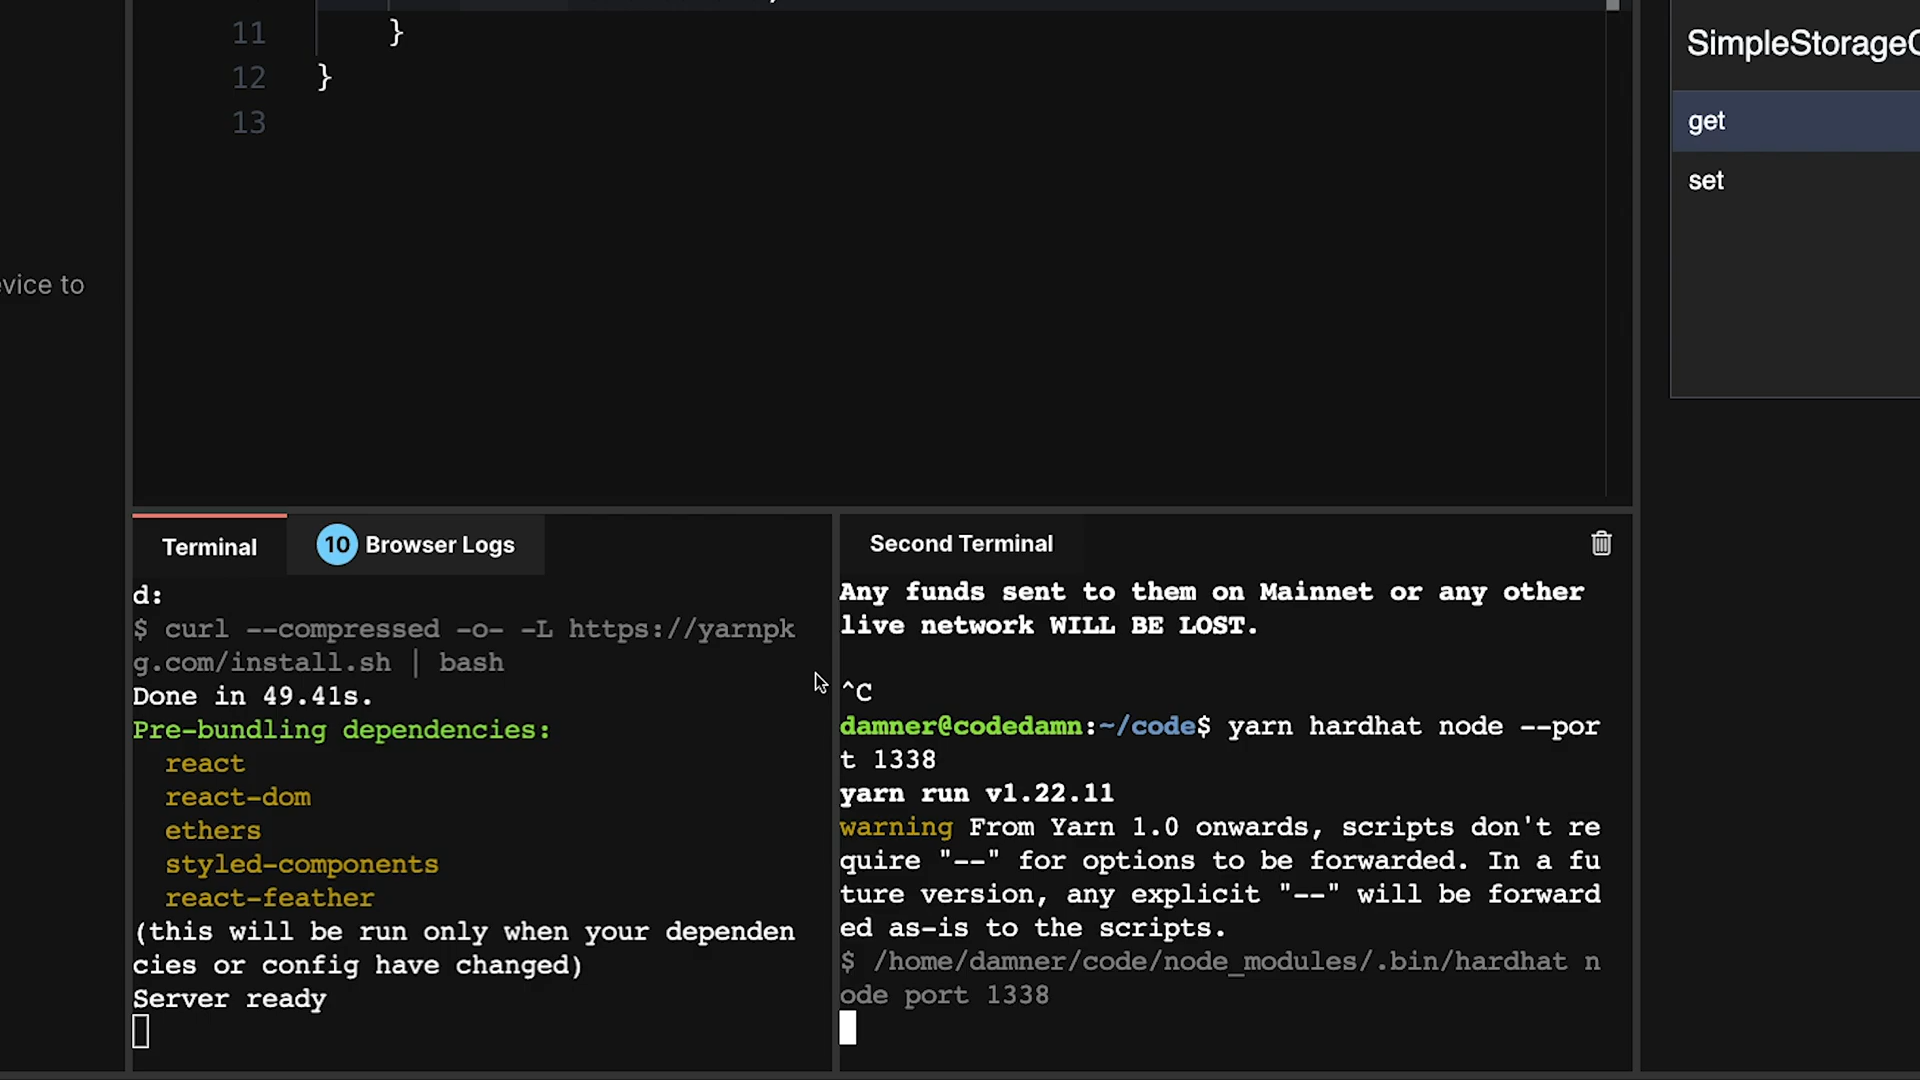 11 }
12 }
13
SimpleStorage
get
set
vice to
Terminal
10 Browser Logs
d:
$ curl --compressed -o- -L https://yarnpk
g.com/install.sh | bash
Done in 49.41s.
Pre-bundling dependencies:
react
react-dom
ethers
styled-components
react-feather
(this will be run only when your dependen
cies or config have changed)
Server ready
Second Terminal
Any funds sent to them on Mainnet or any other
live network WILL BE LOST.
^C
damner@codedamn:~/code$ yarn hardhat node --por
t 1338
yarn run v1.22.11
warning From Yarn 1.0 onwards, scripts don't re
quire "--" for options to be forwarded. In a fu
ture version, any explicit "--" will be forward
ed as-is to the scripts.
$ /home/damner/code/node_modules/.bin/hardhat n
ode port 1338